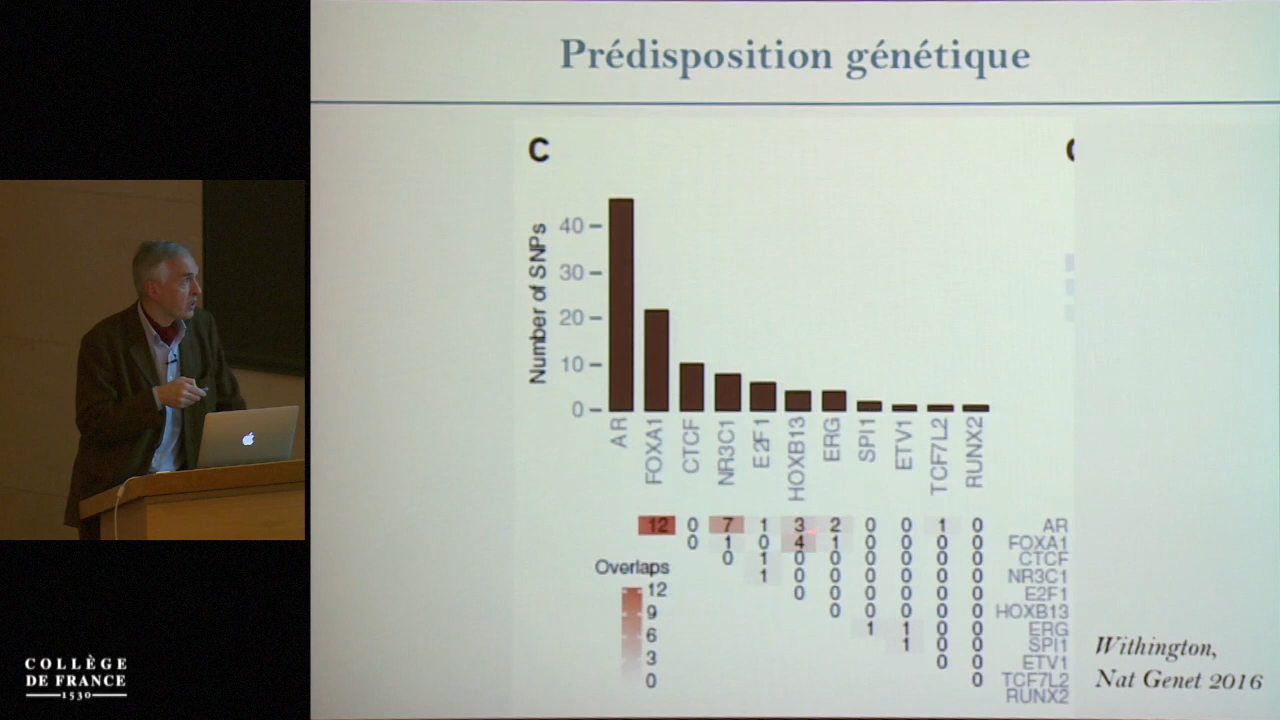 Prédisposition génétique
C
Number of SNPs
40
30
20
10
0
AR FOXA1 CTCF NR3C1 E2F1 HOXB13 ERG SPI1 ETV1 TCF7L2 RUNX2
12 0 7 1 3 2 0 0 1 0 AR
0 1 0 4 1 0 0 0 0 FOXA1
0 1 0 0 0 0 0 0 CTCF
1 0 0 0 0 0 0 NR3C1
0 0 0 0 0 0 E2F1
0 0 0 0 0 HOXB13
1 1 0 0 ERG
1 0 0 SPI1
0 0 ETV1
0 TCF7L2
RUNX2
Overlaps
12
9
6
3
0
Withington,
Nat Genet 2016
COLLÈGE
DE FRANCE
1530